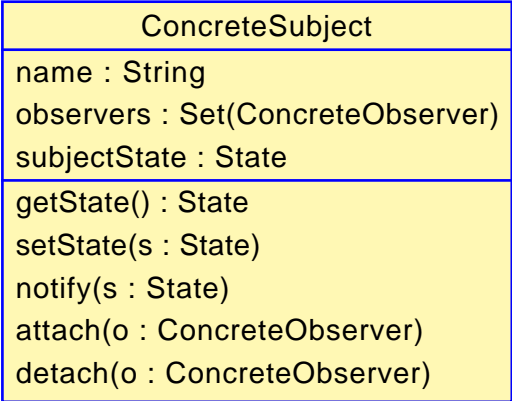 ConcreteSubject
name : String
observers : Set(ConcreteObserver)
subjectState : State
getState() : State
setState(s : State)
notify(s : State)
attach(o : ConcreteObserver)
detach(o : ConcreteObserver)